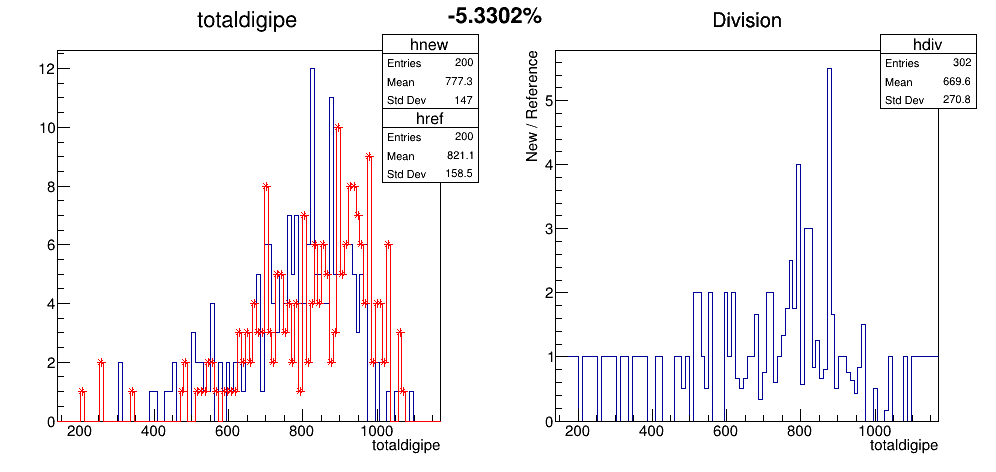 -5.3302%
totaldigipe
hnew
Entries 200
Mean 777.3
Std Dev 147
href
Entries 200
Mean 821.1
Std Dev 158.5
12
10
8
6
4
2
0
200 400 600 800 1000
totaldigipe
Division
hdiv
Entries 302
Mean 669.6
Std Dev 270.8
New / Reference
5
4
3
2
1
0
200 400 600 800 1000
totaldigipe